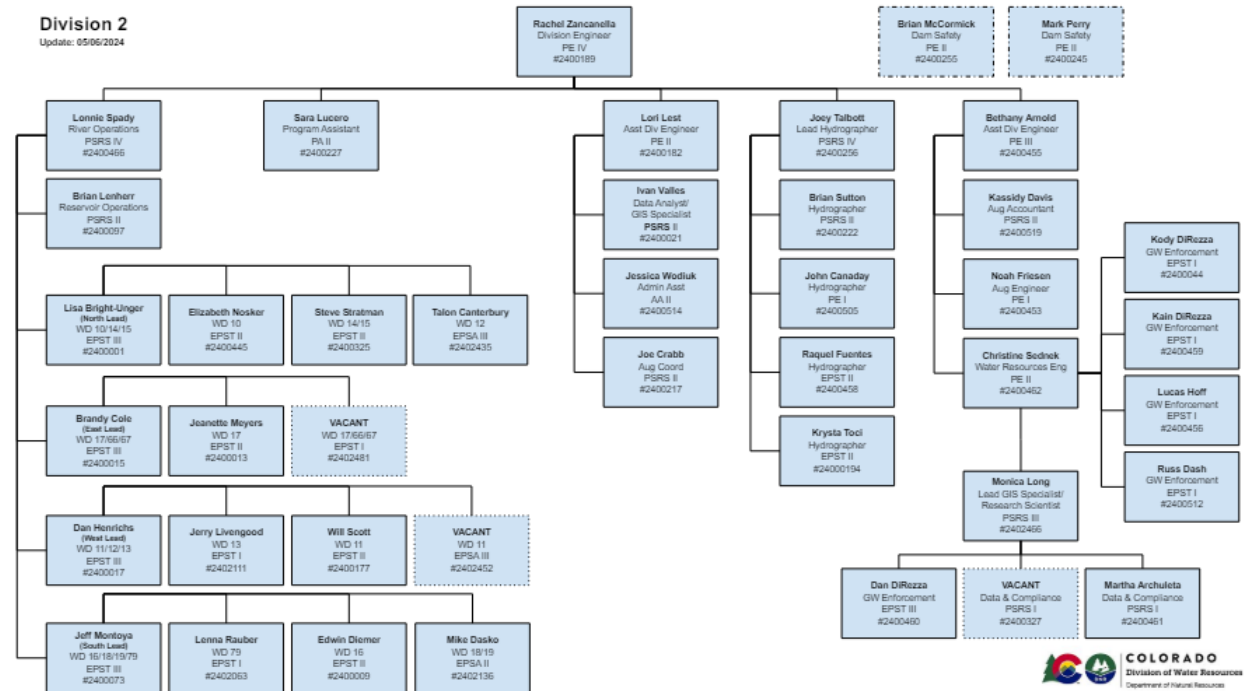 Division 2
Update: 05/06/2024
Rachel Zancanella
Division Engineer
PE IV
#2400189
Brian McCormick
Dam Safety
PE II
#2400255
Mark Perry
Dam Safety
PE II
#2400245
Lonnie Spady
River Operations
PSRS IV
#2400466
Sara Lucero
Program Assistant
PA II
#2400227
Lori Lest
Asst Div Engineer
PE II
#2400182
Joey Talbott
Lead Hydrographer
PSRS IV
#2400256
Bethany Arnold
Asst Div Engineer
PE III
#2400455
Brian Lenherr
Reservoir Operations
PSRS II
#2400097
Ivan Valles
Data Analyst/
GIS Specialist
PSRS II
#2400021
Brian Sutton
Hydrographer
PSRS II
#2400222
Kassidy Davis
Aug Accountant
PSRS II
#2400519
Kody DiRezza
GW Enforcement
EPST I
#2400044
Jessica Wodiuk
Admin Asst
AA II
#2400514
John Canaday
Hydrographer
PE I
#2400505
Noah Friesen
Aug Engineer
PE I
#2400453
Kain DiRezza
GW Enforcement
EPST I
#2400459
Lisa Bright-Unger
(North Lead)
WD 10/14/15
EPST III
#2400001
Elizabeth Nosker
WD 10
EPST II
#2400445
Steve Stratman
WD 14/15
EPST II
#2400325
Talon Canterbury
WD 12
EPSA III
#2402435
Joe Crabb
Aug Coord
PSRS II
#2400217
Raquel Fuentes
Hydrographer
EPST II
#2400458
Christine Sednek
Water Resources Eng
PE II
#2400462
Lucas Hoff
GW Enforcement
EPST I
#2400456
Brandy Cole
(East Lead)
WD 17/66/67
EPST III
#2400015
Jeanette Meyers
WD 17
EPST II
#2400013
VACANT
WD 17/66/67
EPST I
#2402481
Krysta Toci
Hydrographer
EPST II
#24000194
Russ Dash
GW Enforcement
EPST I
#2400512
Monica Long
Lead GIS Specialist/
Research Scientist
PSRS III
#2402466
Dan Henrichs
(West Lead)
WD 11/12/13
EPST III
#2400017
Jerry Livengood
WD 13
EPST I
#2402111
Will Scott
WD 11
EPST II
#2400177
VACANT
WD 11
EPSA III
#2402452
Dan DiRezza
GW Enforcement
EPST III
#2400460
VACANT
Data & Compliance
PSRS I
#2400327
Martha Archuleta
Data & Compliance
PSRS I
#2400461
Jeff Montoya
(South Lead)
WD 16/18/19/79
EPST III
#2400073
Lenna Rauber
WD 79
EPST I
#2402063
Edwin Diemer
WD 16
EPST II
#2400009
Mike Dasko
WD 18/19
EPSA II
#2402136
COLORADO
Division of Water Resources
Department of Natural Resources